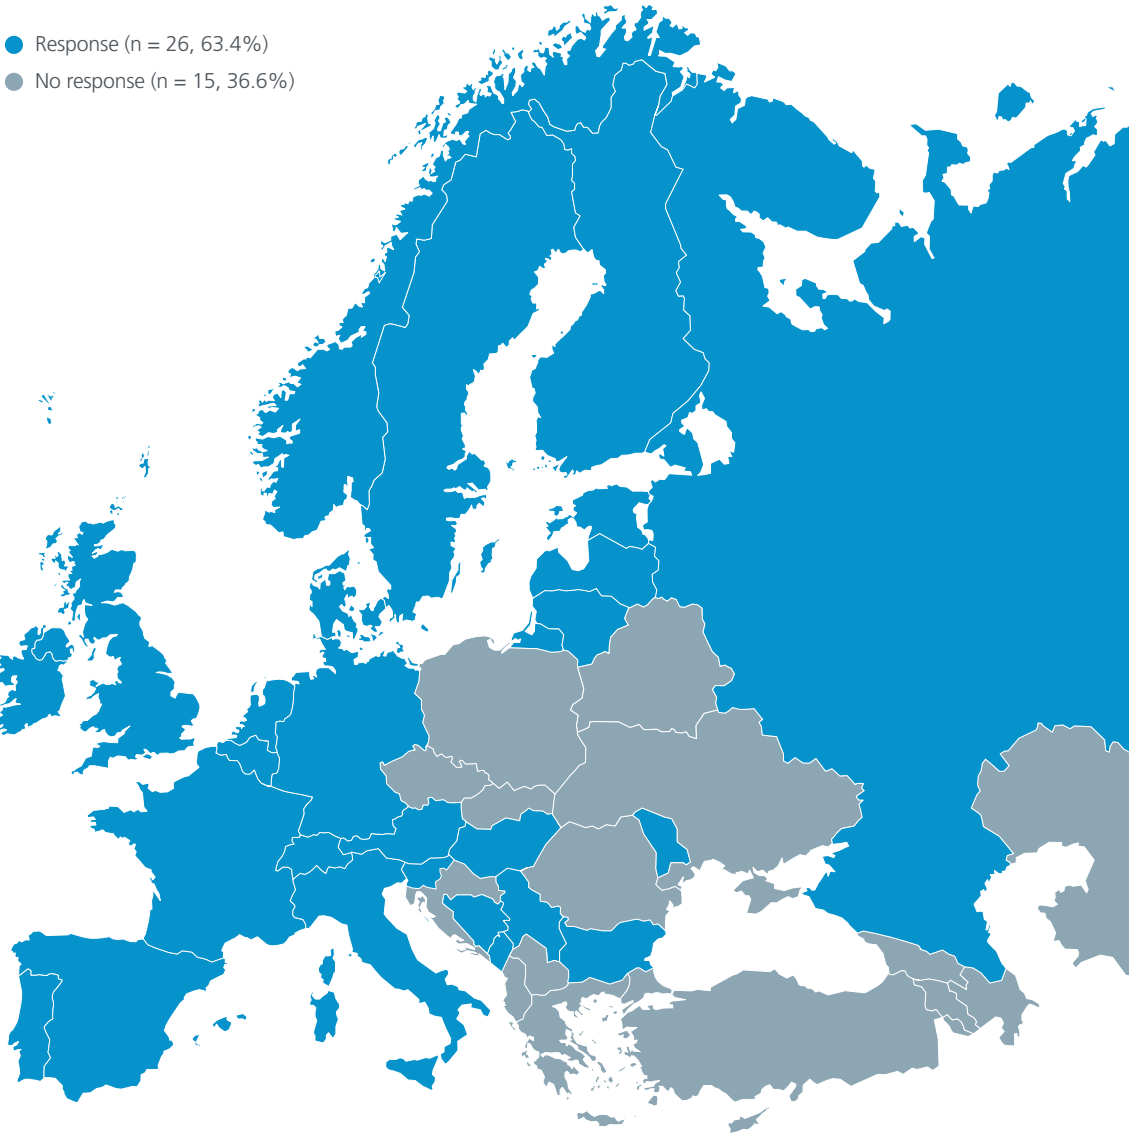 Response (n = 26, 63.4%)
No response (n = 15, 36.6%)